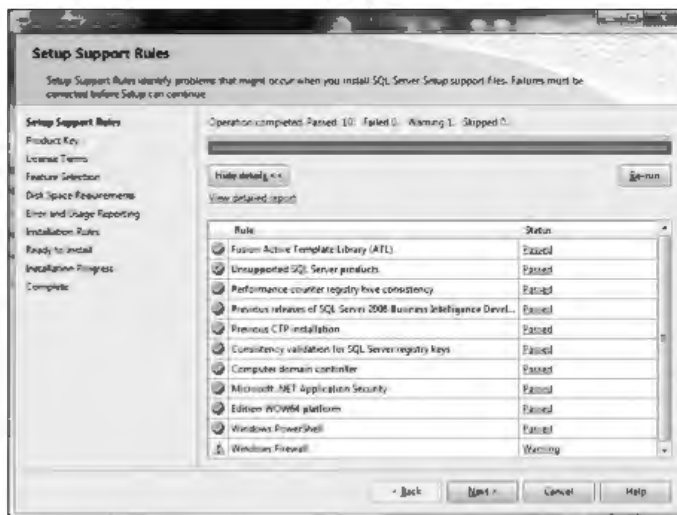 Setup Support Rules
Setup Support Rules identify problems that might occur when you install SQL Server Setup support files. Failures must be
corrected before Setup can continue
Setup Support Rules
Product Key
License Terms
Feature Selection
Disk Space Requirements
Error and Usage Reporting
Installation Rules
Ready to Install
Installation Progress
Complete
Operation completed. Passed: 10. Failed 0. Warning 1. Skipped 0.
Hide details <<
Re-run
View detailed report
Rule Status
Fusion Active Template Library (ATL) Passed
Unsupported SQL Server products Passed
Performance counter registry hive consistency Passed
Previous releases of SQL Server 2008 Business Intelligence Devel... Passed
Previous CTP installation Passed
Consistency validation for SQL Server registry keys Passed
Computer domain controller Passed
Microsoft .NET Application Security Passed
Edition WOW64 platform Passed
Windows PowerShell Passed
Windows Firewall Warning
< Back
Next >
Cancel
Help